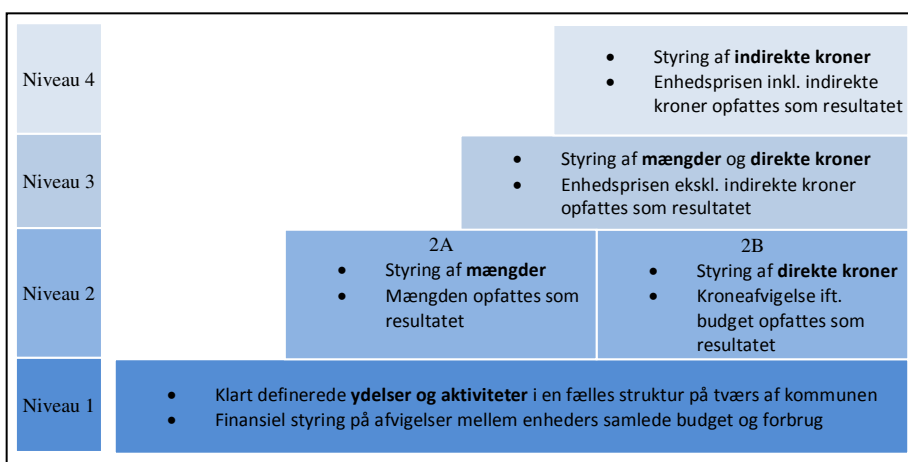 Niveau 4
• Styring af indirekte kroner
• Enhedsprisen inkl. indirekte
kroner opfattes som resultatet
Niveau 3
• Styring af mængder og direkte kroner
• Enhedsprisen ekskl. indirekte kroner
opfattes som resultatet
Niveau 2
2A
• Styring af mængder
• Mængden opfattes som
resultatet
2B
• Styring af direkte kroner
• Kroneafvigelse ift.
budget opfattes som
resultatet
Niveau 1
• Klart definerede ydelser og aktiviteter i en fælles struktur på tværs af kommunen
• Finansiel styring på afvigelser mellem enheders samlede budget og forbrug